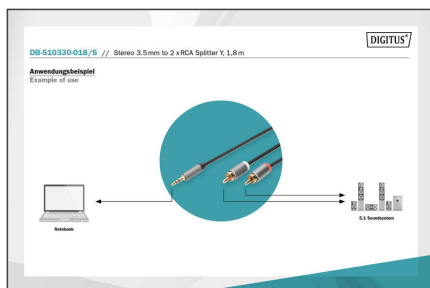 DIGITUS®
DB-510330-018/S // Stereo 3.5mm to 2 xRCA Splitter Y, 1,8m
Anwendungsbeispiel
Example of use
Notebook
5.1 Soundsystem